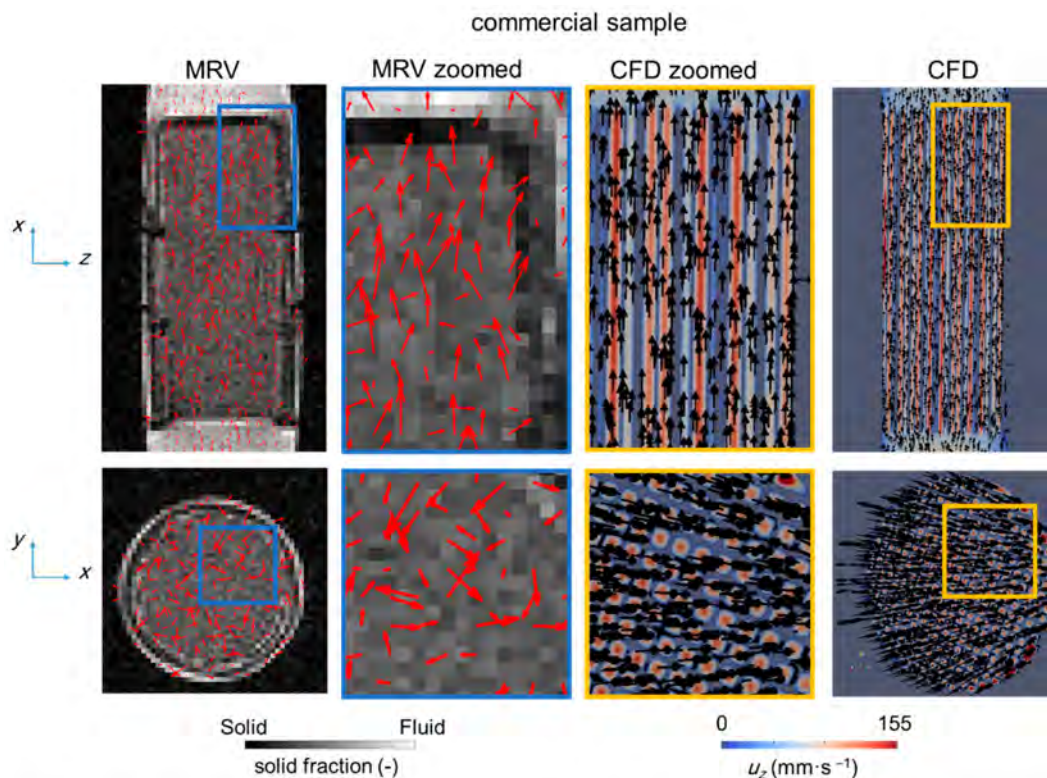 commercial sample
MRV
MRV zoomed
CFD zoomed
CFD
x
z
y
x
Solid
Fluid
solid fraction (-)
0
155
u_z (mm·s⁻¹)